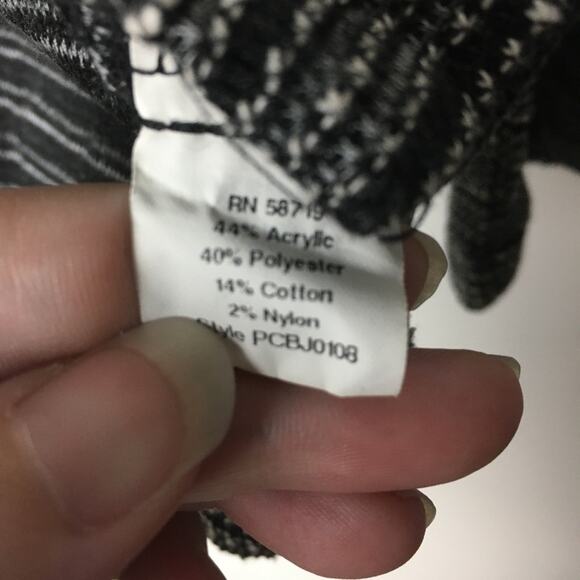 RN 58719
44% Acrylic
40% Polyester
14% Cotton
2% Nylon
Style PCBJ0108